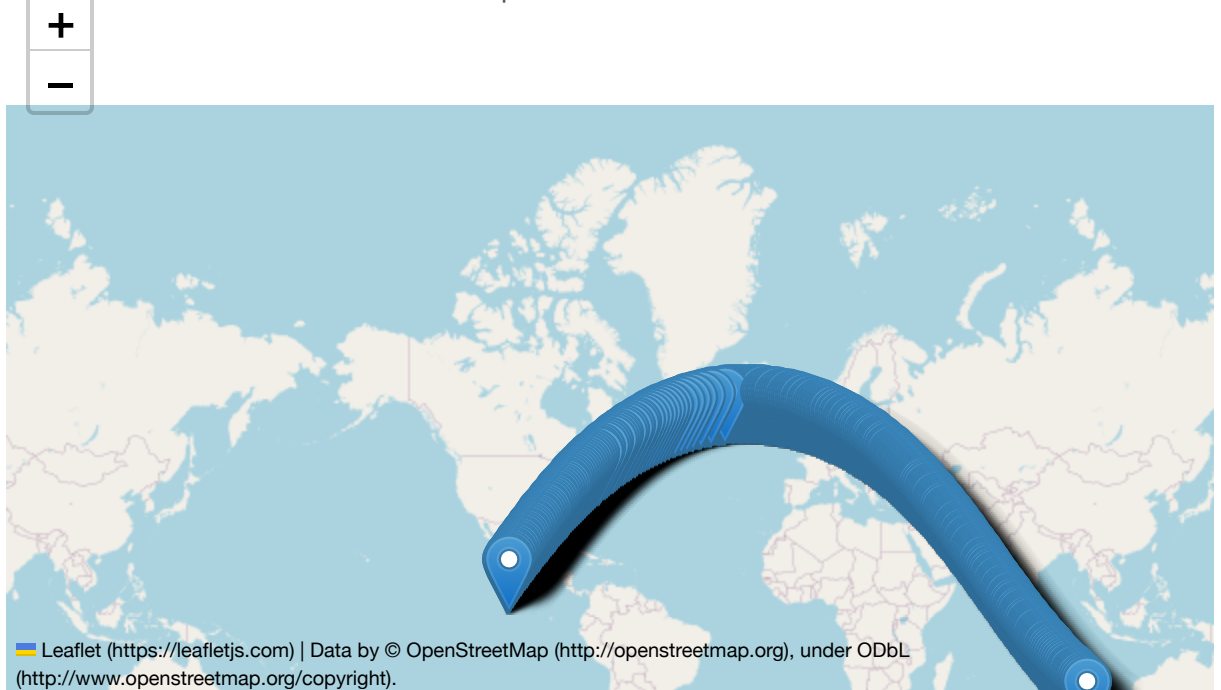 +
−
Leaflet (https://leafletjs.com) | Data by © OpenStreetMap (http://openstreetmap.org), under ODbL
(http://www.openstreetmap.org/copyright).